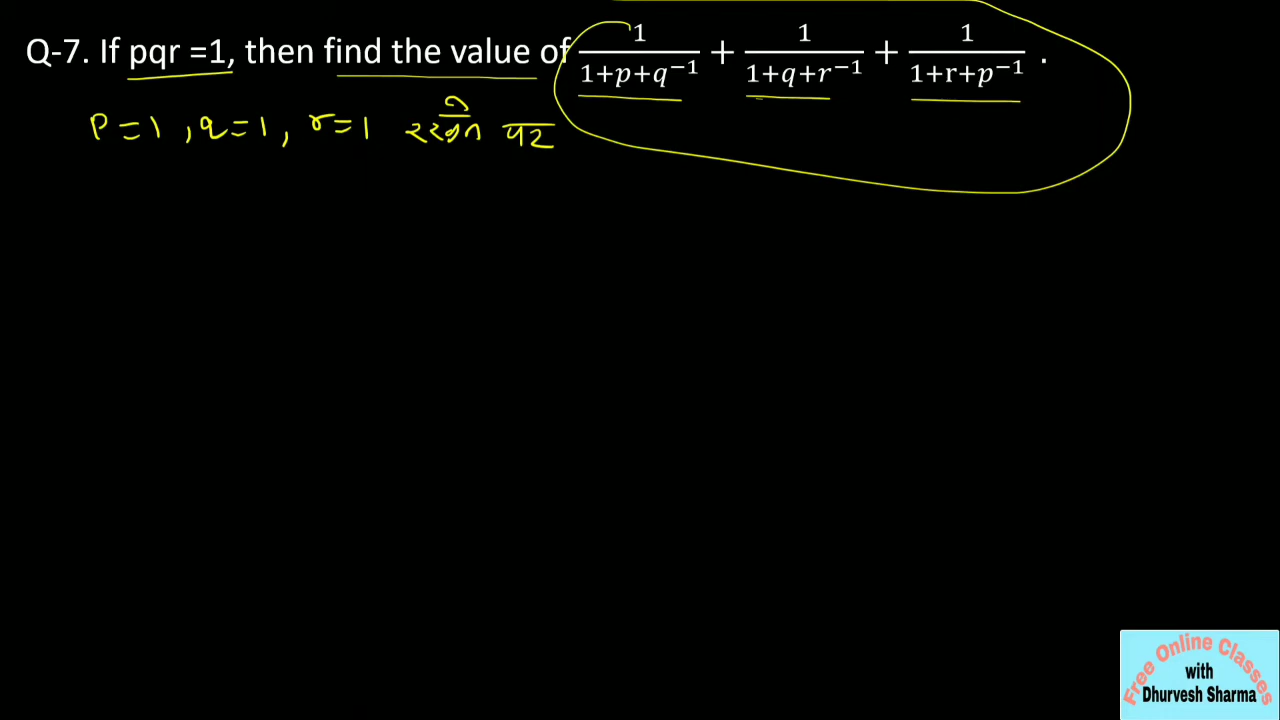 Q-7. If pqr =1, then find the value of 1/(1+p+q⁻¹) + 1/(1+q+r⁻¹) + 1/(1+r+p⁻¹) .
P=1, q=1, r=1 रखने पर
Free Online Classes
with
Dhurvesh Sharma